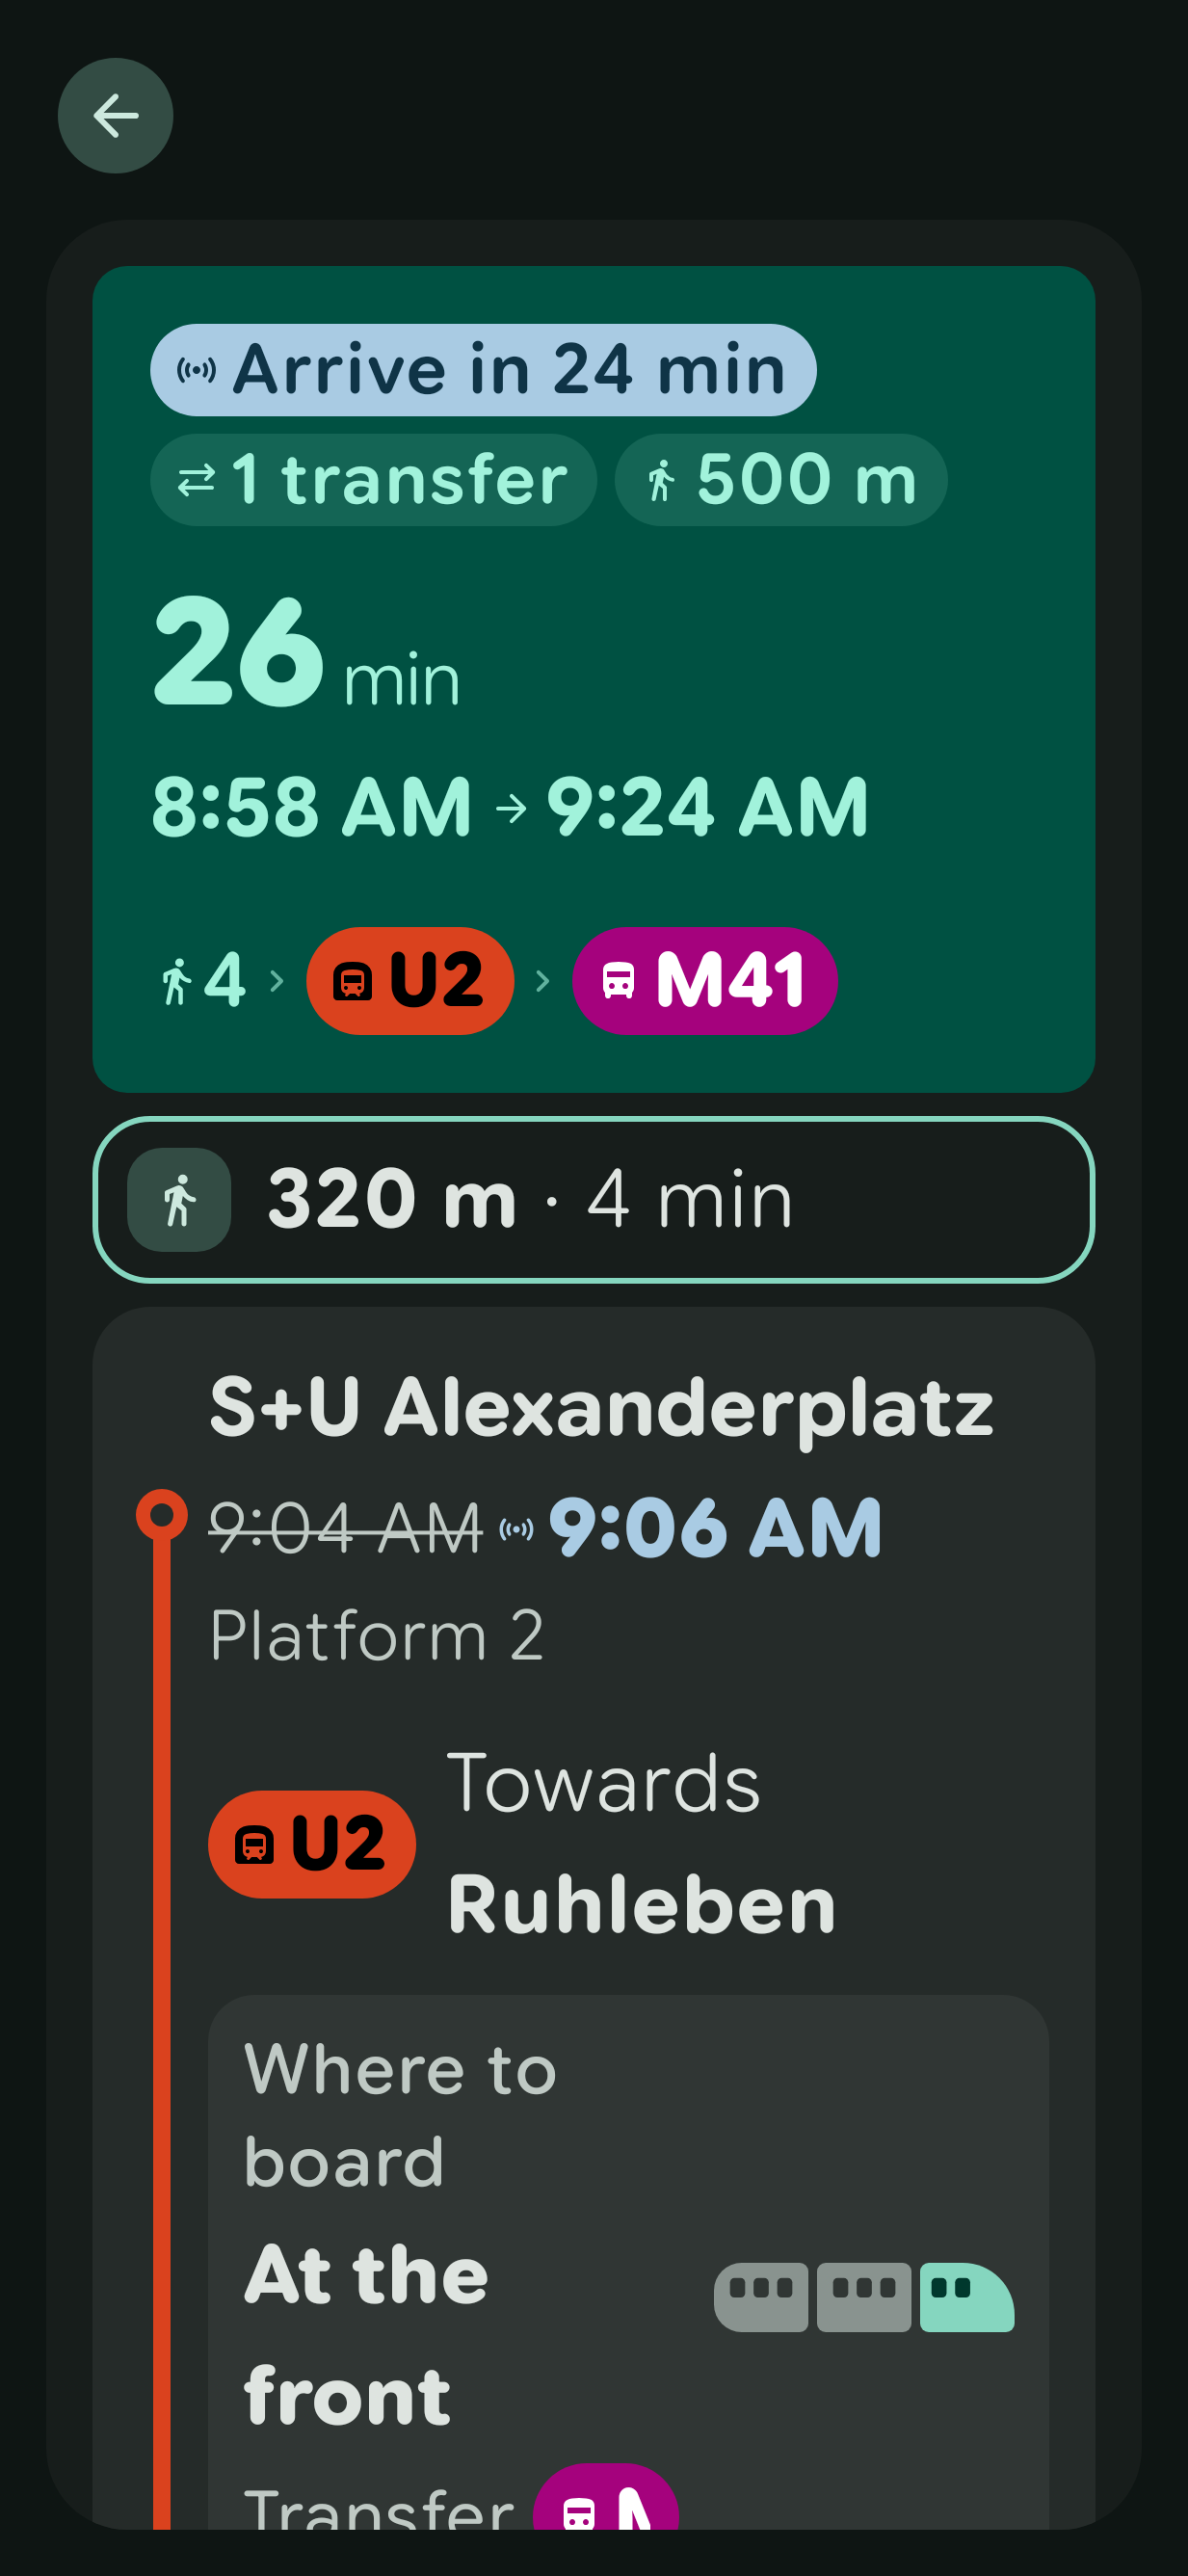 Arrive in 24 min
1 transfer 500 m
26 min
8:58 AM → 9:24 AM
4 › U2 › M41
320 m · 4 min
S+U Alexanderplatz
9:04 AM 9:06 AM
Platform 2
U2 Towards
Ruhleben
Where to
board
At the
front
Transfer